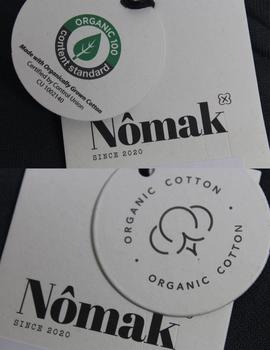 ORGANIC 100
content standard
Made with Organically Grown Cotton
Certified by Control Union
CU 1002140
Nômak
SINCE 2020
ORGANIC COTTON
ORGANIC COTTON
Nômak
SINCE 2020